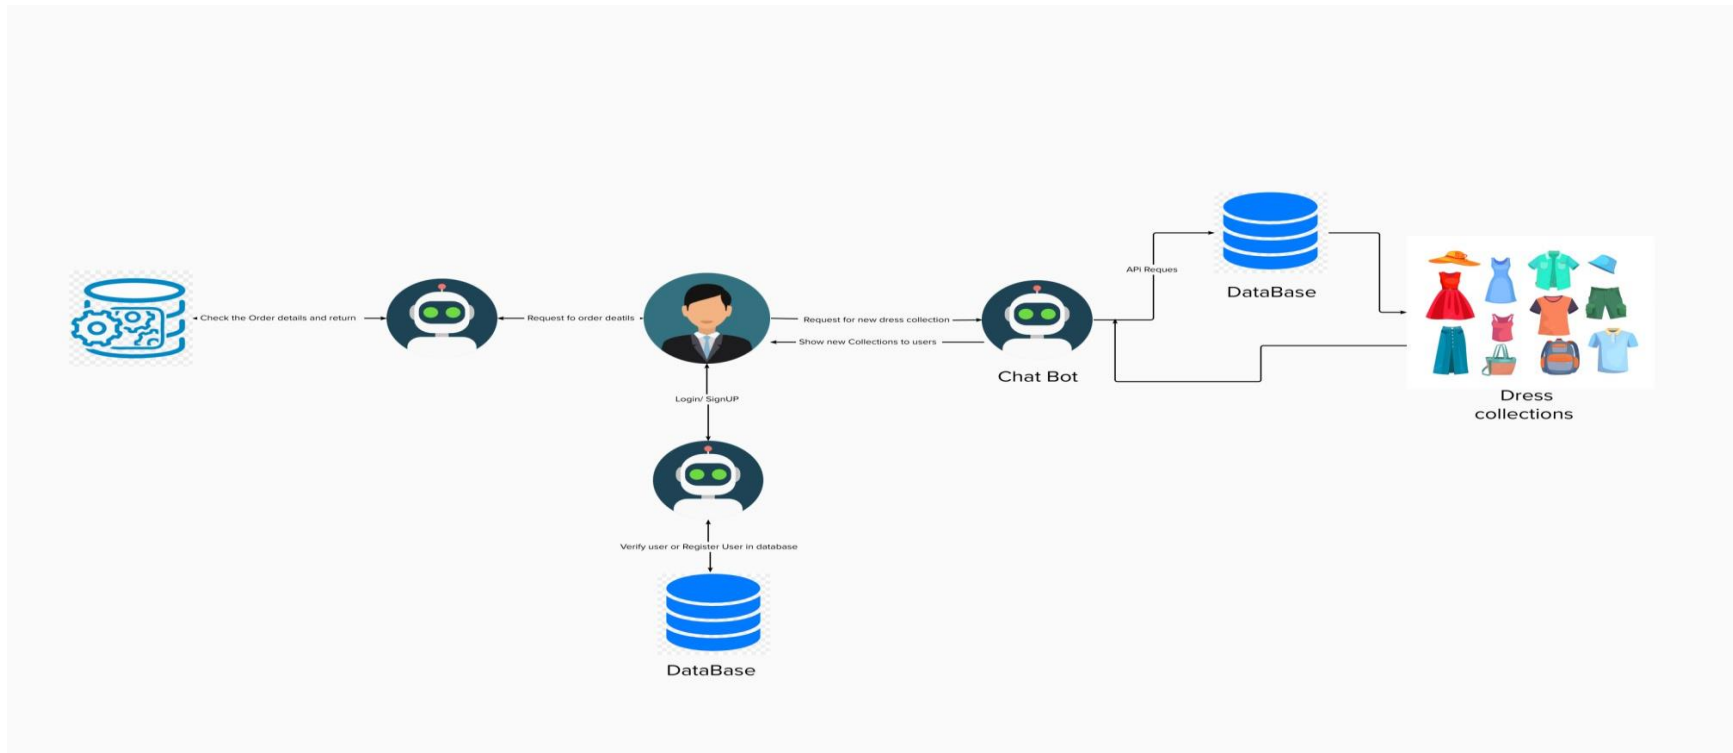 APi Reques
DataBase
Check the Order details and return
Request fo order deatils
Request for new dress collection
Show new Collections to users
Chat Bot
Dress
collections
Login/ SignUP
Verify user or Register User in database
DataBase